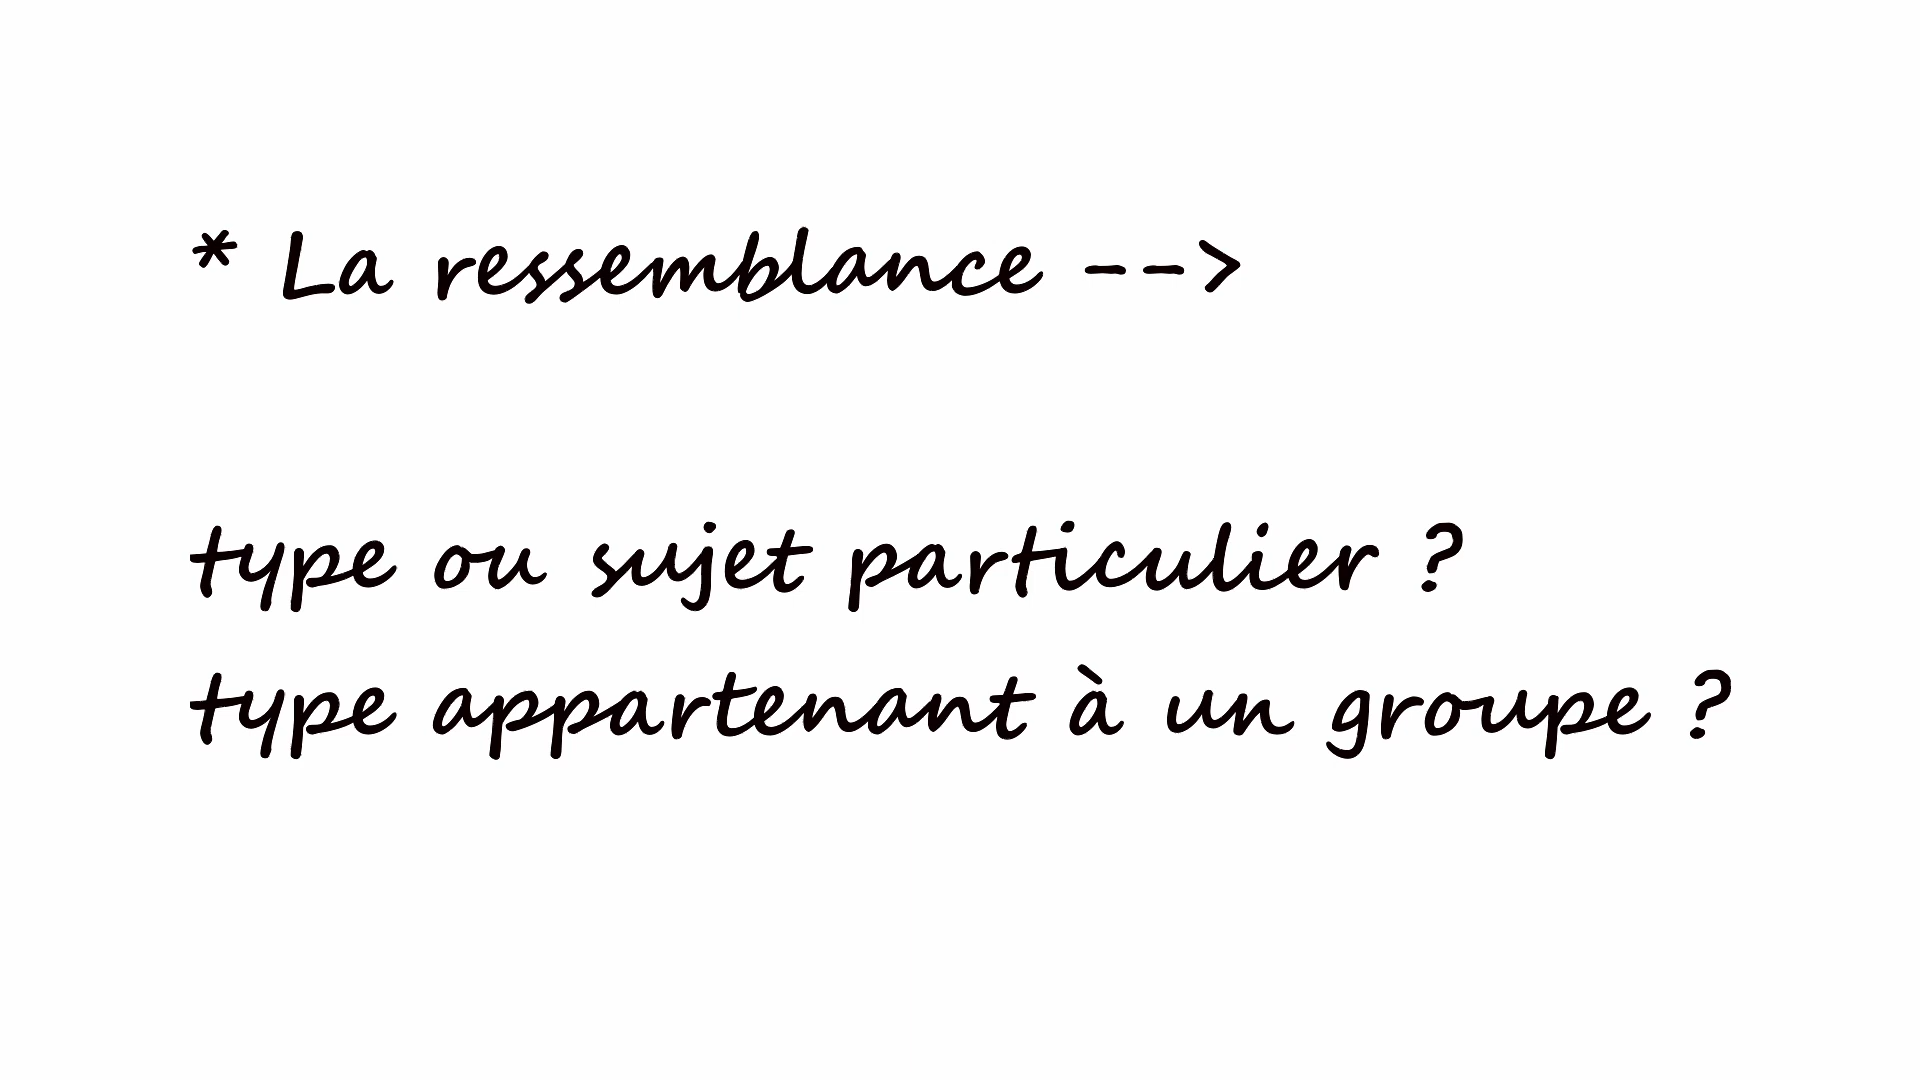 * La ressemblance -->
type ou sujet particulier ?
type appartenant à un groupe ?